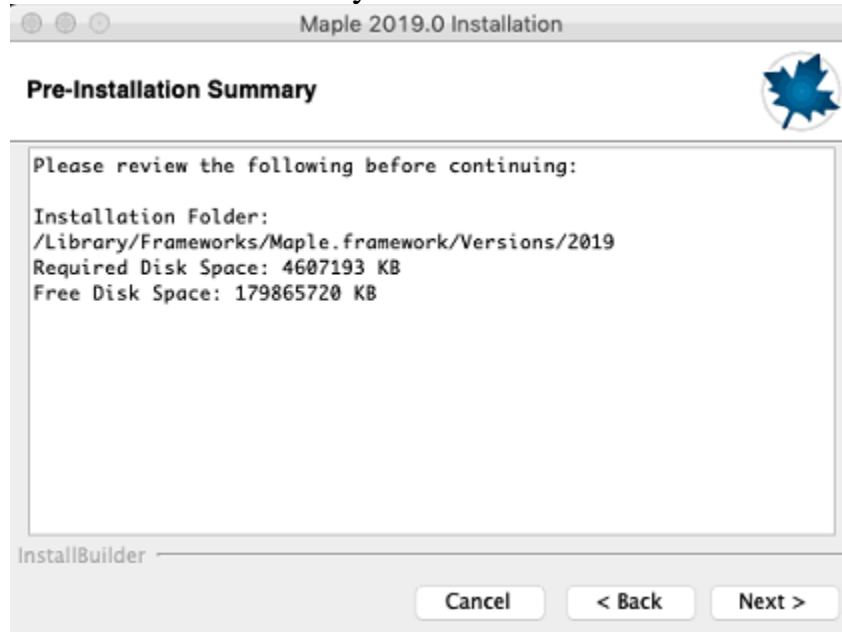 Maple 2019.0 Installation
Pre-Installation Summary
Please review the following before continuing:
Installation Folder:
/Library/Frameworks/Maple.framework/Versions/2019
Required Disk Space: 4607193 KB
Free Disk Space: 179865720 KB
InstallBuilder
Cancel < Back Next >